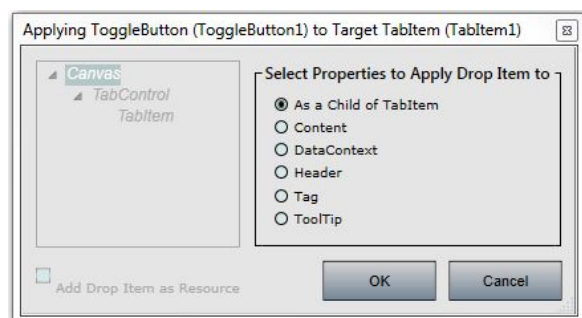 Applying ToggleButton (ToggleButton1) to Target TabItem (TabItem1)
Canvas
TabControl
TabItem
Select Properties to Apply Drop Item to
As a Child of TabItem
Content
DataContext
Header
Tag
ToolTip
Add Drop Item as Resource
OK
Cancel